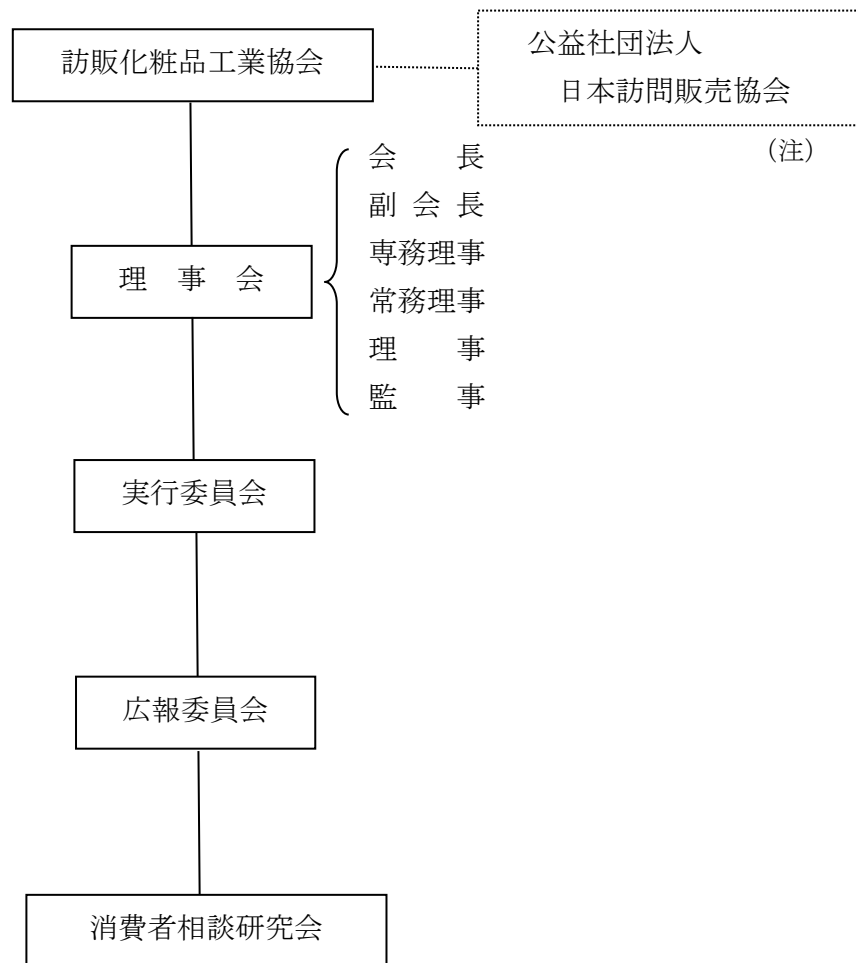 訪販化粧品工業協会
公益社団法人
日本訪問販売協会
（注）
会　　長
副 会 長
専務理事
常務理事
理　　事
監　　事
理　事　会
実行委員会
広報委員会
消費者相談研究会